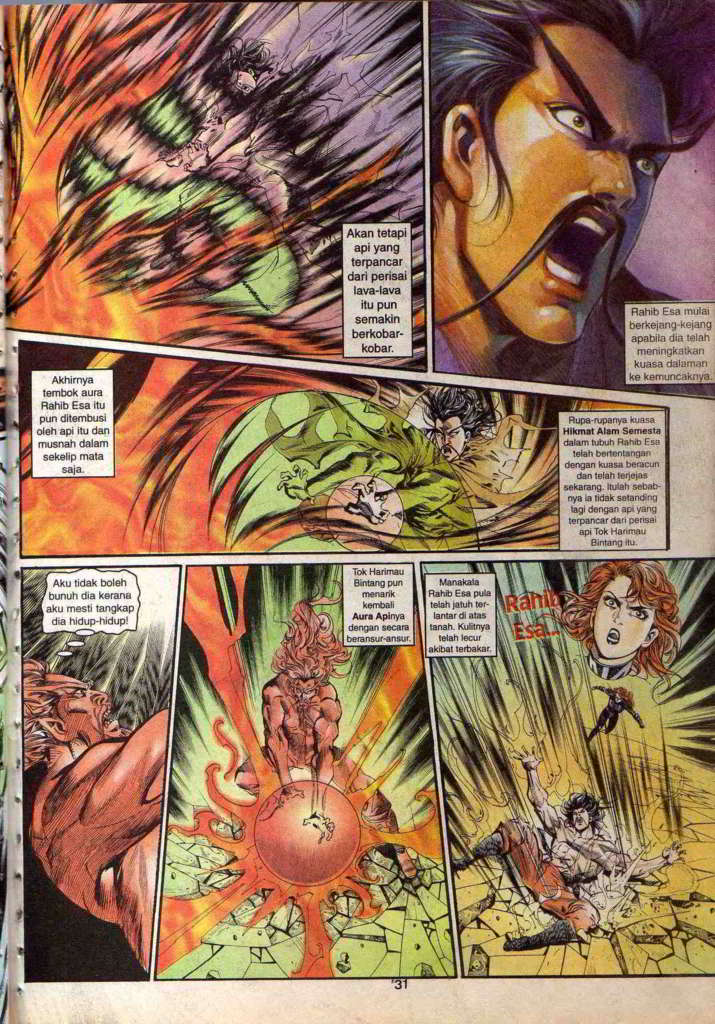 Akan tetapi
api yang
terpancar
dari perisai
lava-lava
itu pun
semakin
berkobar-
kobar.
Rahib Esa mulai
berkejang-kejang
apabila dia telah
meningkatkan
kuasa dalaman
ke kemuncaknya.
Akhirnya
tembok aura
Rahib Esa itu
pun ditembusi
oleh api itu dan
musnah dalam
sekelip mata
saja.
Rupa-rupanya kuasa
Hikmat Alam Semesta
dalam tubuh Rahib Esa
telah bertentangan
dengan kuasa beracun
dan telah terjejas
sekarang. Itulah sebab-
nya ia tidak setanding
lagi dengan api yang
terpancar dari perisai
api Tok Harimau
Bintang itu.
Aku tidak boleh
bunuh dia kerana
aku mesti tangkap
dia hidup-hidup!
Tok Harimau
Bintang pun
menarik
kembali
Aura Apinya
dengan secara
beransur-ansur.
Manakala
Rahib Esa pula
telah jatuh ter-
lantar di atas
tanah. Kulitnya
telah lecur
akibat terbakar.
Rahib
Esa...
31